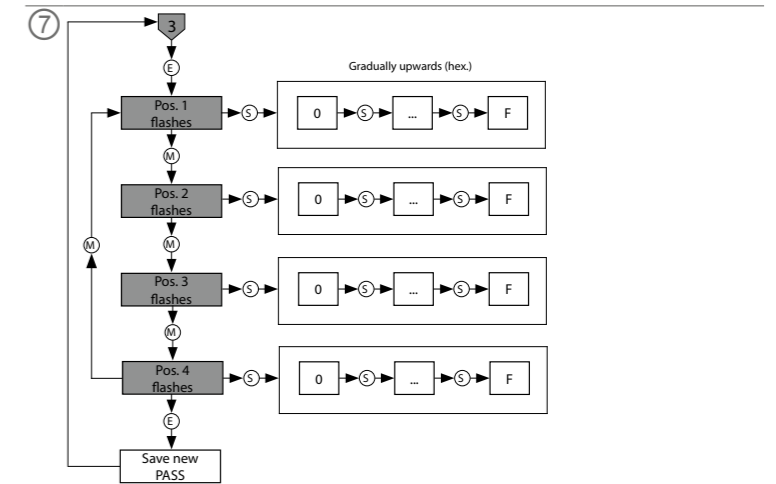 7
3
E
Gradually upwards (hex.)
Pos. 1
flashes
S
0
S
...
S
F
M
Pos. 2
flashes
S
0
S
...
S
F
M
M
Pos. 3
flashes
S
0
S
...
S
F
M
Pos. 4
flashes
S
0
S
...
S
F
E
Save new
PASS